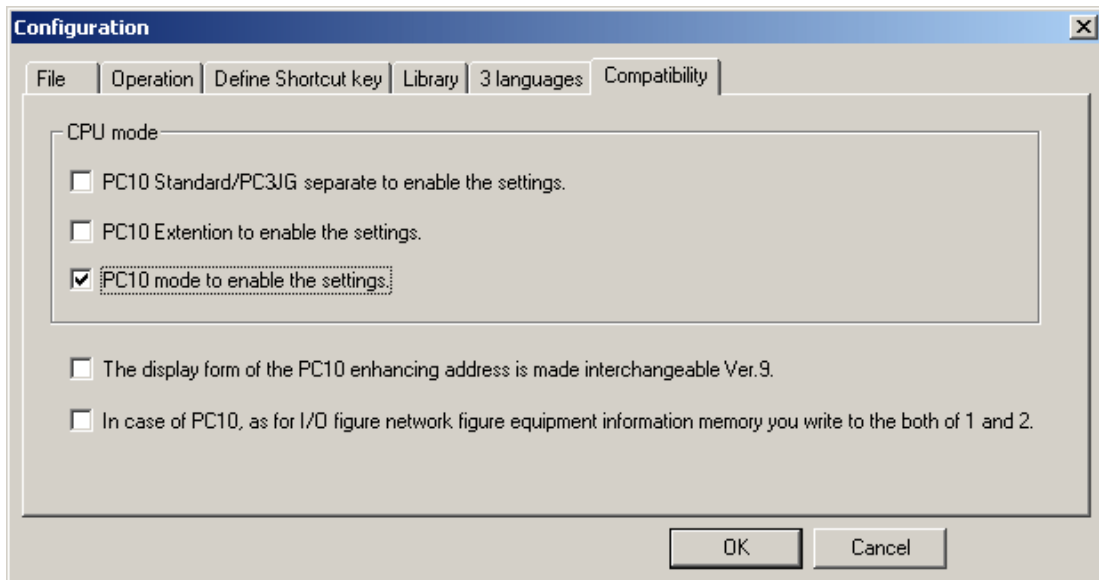 Configuration
File Operation Define Shortcut key Library 3 languages Compatibility
CPU mode
PC10 Standard/PC3JG separate to enable the settings.
PC10 Extention to enable the settings.
PC10 mode to enable the settings.
The display form of the PC10 enhancing address is made interchangeable Ver.9.
In case of PC10, as for I/O figure network figure equipment information memory you write to the both of 1 and 2.
OK Cancel